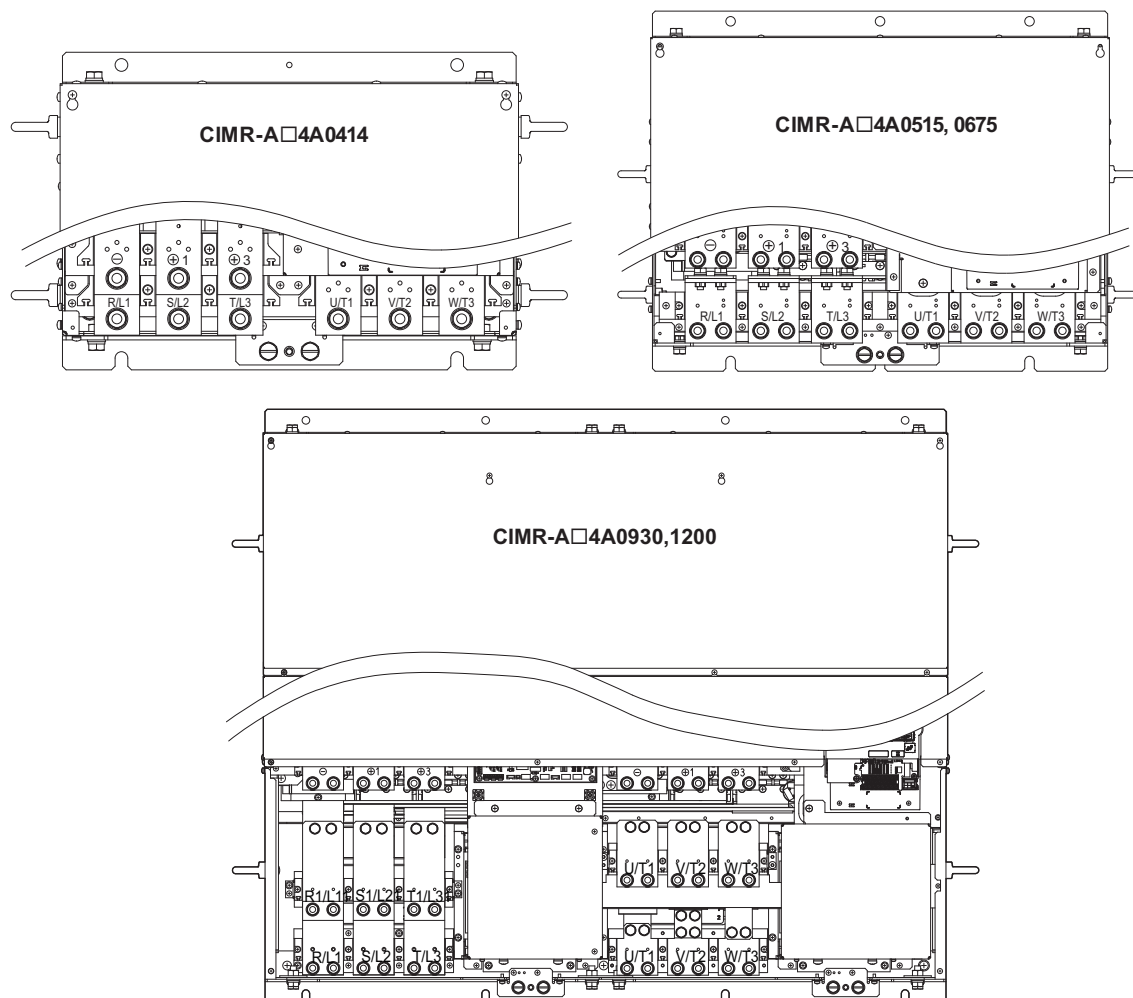 CIMR-A□4A0414
⊖ ⊕1 ⊕3
R/L1 S/L2 T/L3 U/T1 V/T2 W/T3
CIMR-A□4A0515, 0675
⊖ ⊕1 ⊕3
R/L1 S/L2 T/L3 U/T1 V/T2 W/T3
CIMR-A□4A0930,1200
⊖ ⊕1 ⊕3 ⊖ ⊕1 ⊕3
U/T1 V/T2 W/T3
R1/L11 S1/L21 T1/L31
R/L1 S/L2 T/L3 U/T1 V/T2 W/T3